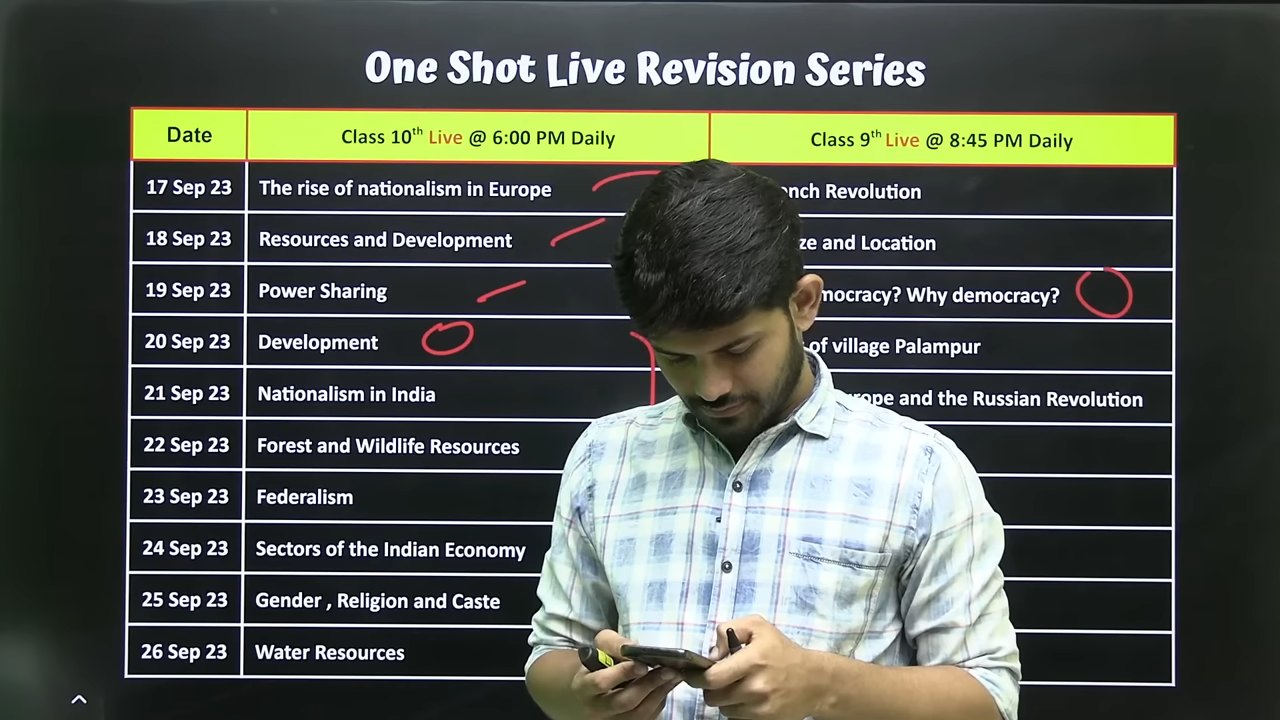 One Shot Live Revision Series
Date Class 10th Live @ 6:00 PM Daily Class 9th Live @ 8:45 PM Daily
17 Sep 23 The rise of nationalism in Europe Revolution
18 Sep 23 Resources and Development and Location
19 Sep 23 Power Sharing Why democracy?
20 Sep 23 Development of village Palampur
21 Sep 23 Nationalism in India and the Russian Revolution
22 Sep 23 Forest and Wildlife Resources
23 Sep 23 Federalism
24 Sep 23 Sectors of the Indian Economy
25 Sep 23 Gender , Religion and Caste
26 Sep 23 Water Resources